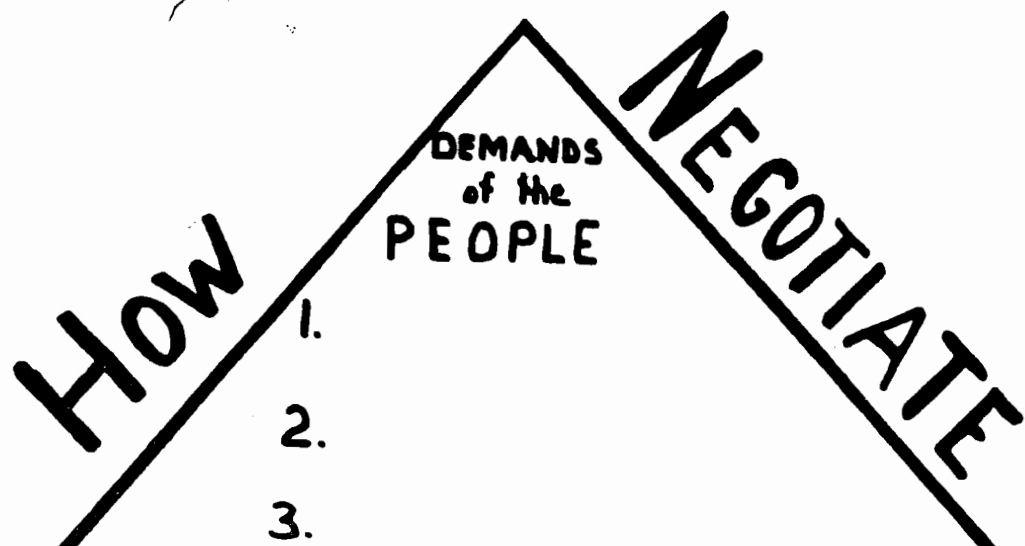 How
NEGOTIATE
DEMANDS
of the
PEOPLE
1.
2.
3.